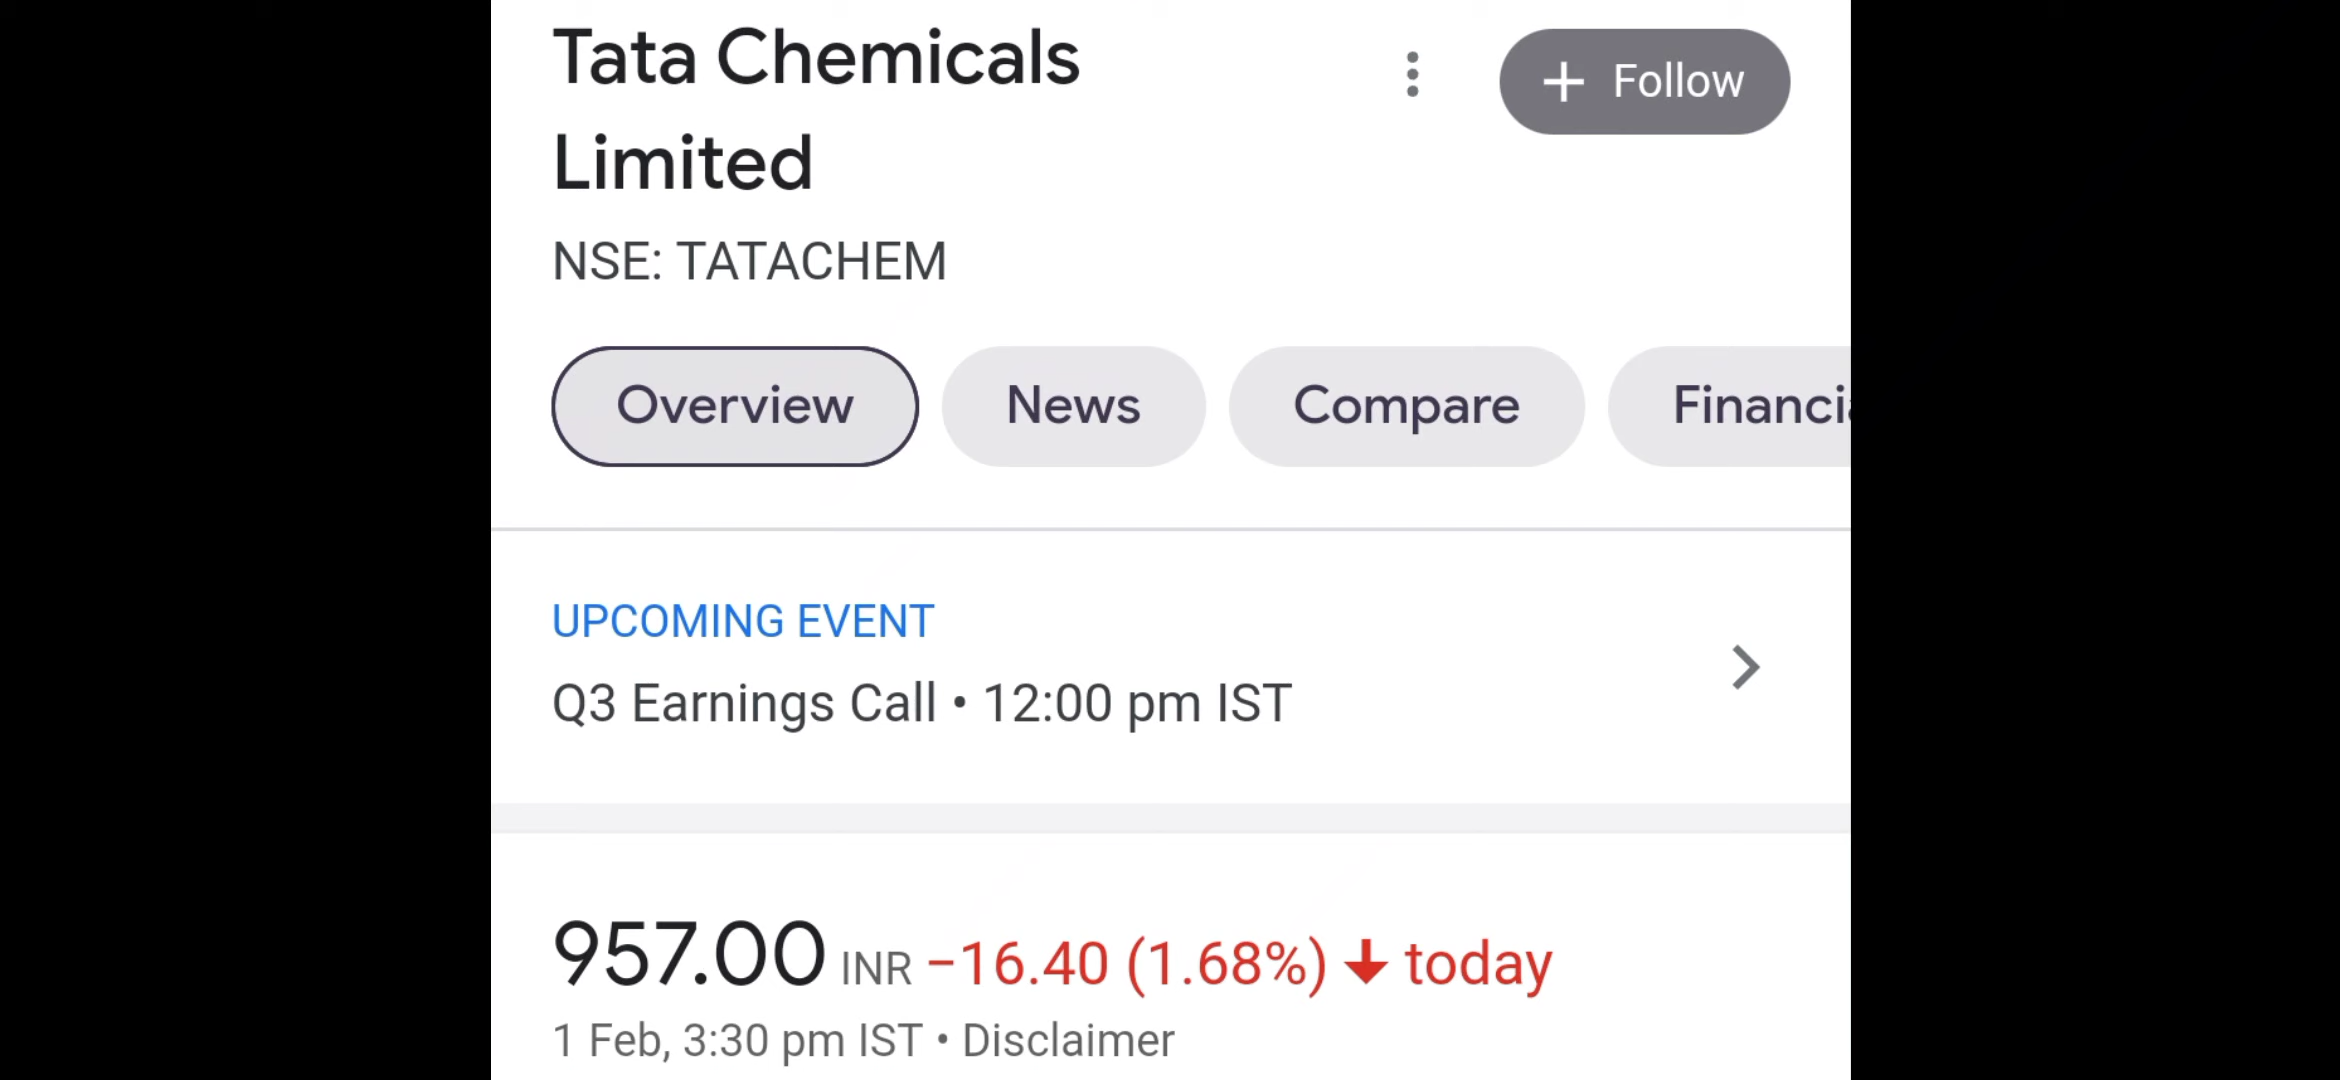 Tata Chemicals
Limited
+ Follow
NSE: TATACHEM
Overview News Compare Financi
UPCOMING EVENT
Q3 Earnings Call • 12:00 pm IST
957.00 INR −16.40 (1.68%) ↓ today
1 Feb, 3:30 pm IST • Disclaimer